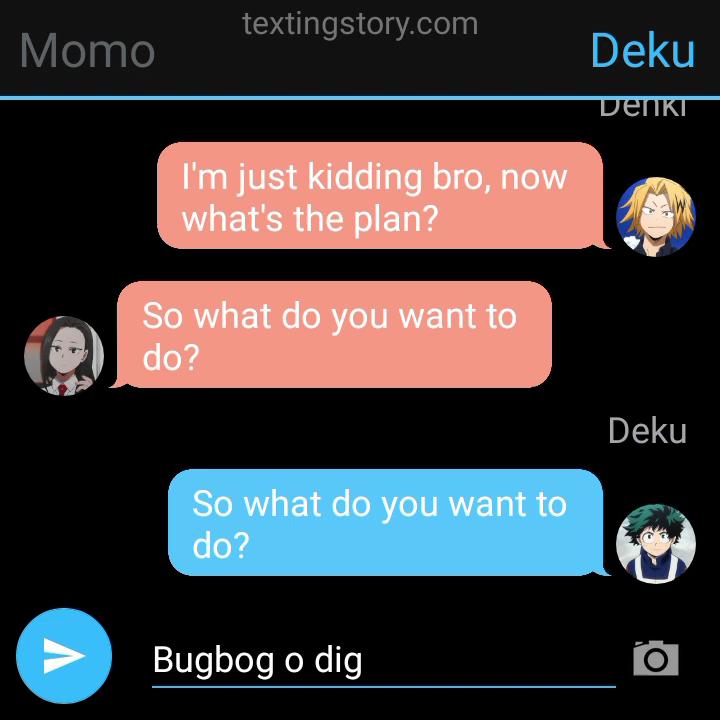 textingstory.com
Momo
Deku
Denki
I'm just kidding bro, now
what's the plan?
So what do you want to
do?
Deku
So what do you want to
do?
Bugbog o dig